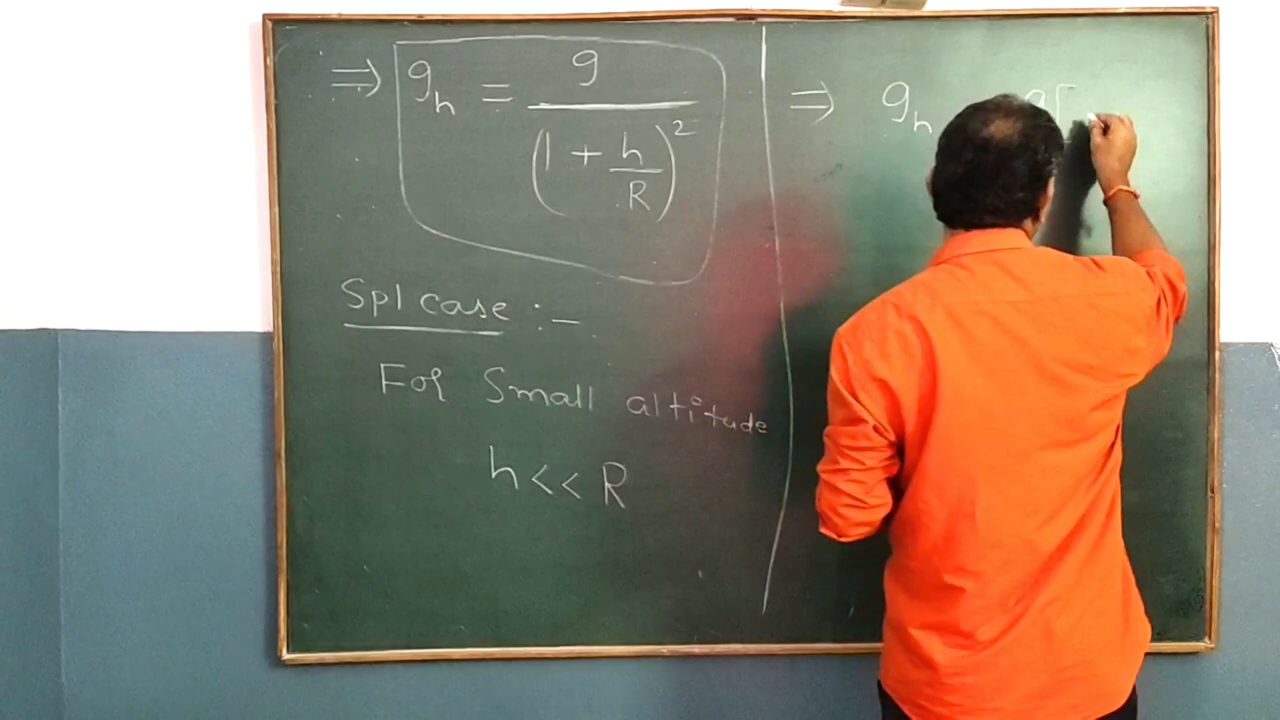 ⇒ g_h = g / (1 + h/R)²
Spl case :–
For Small altitude
h << R
⇒ g_h g[